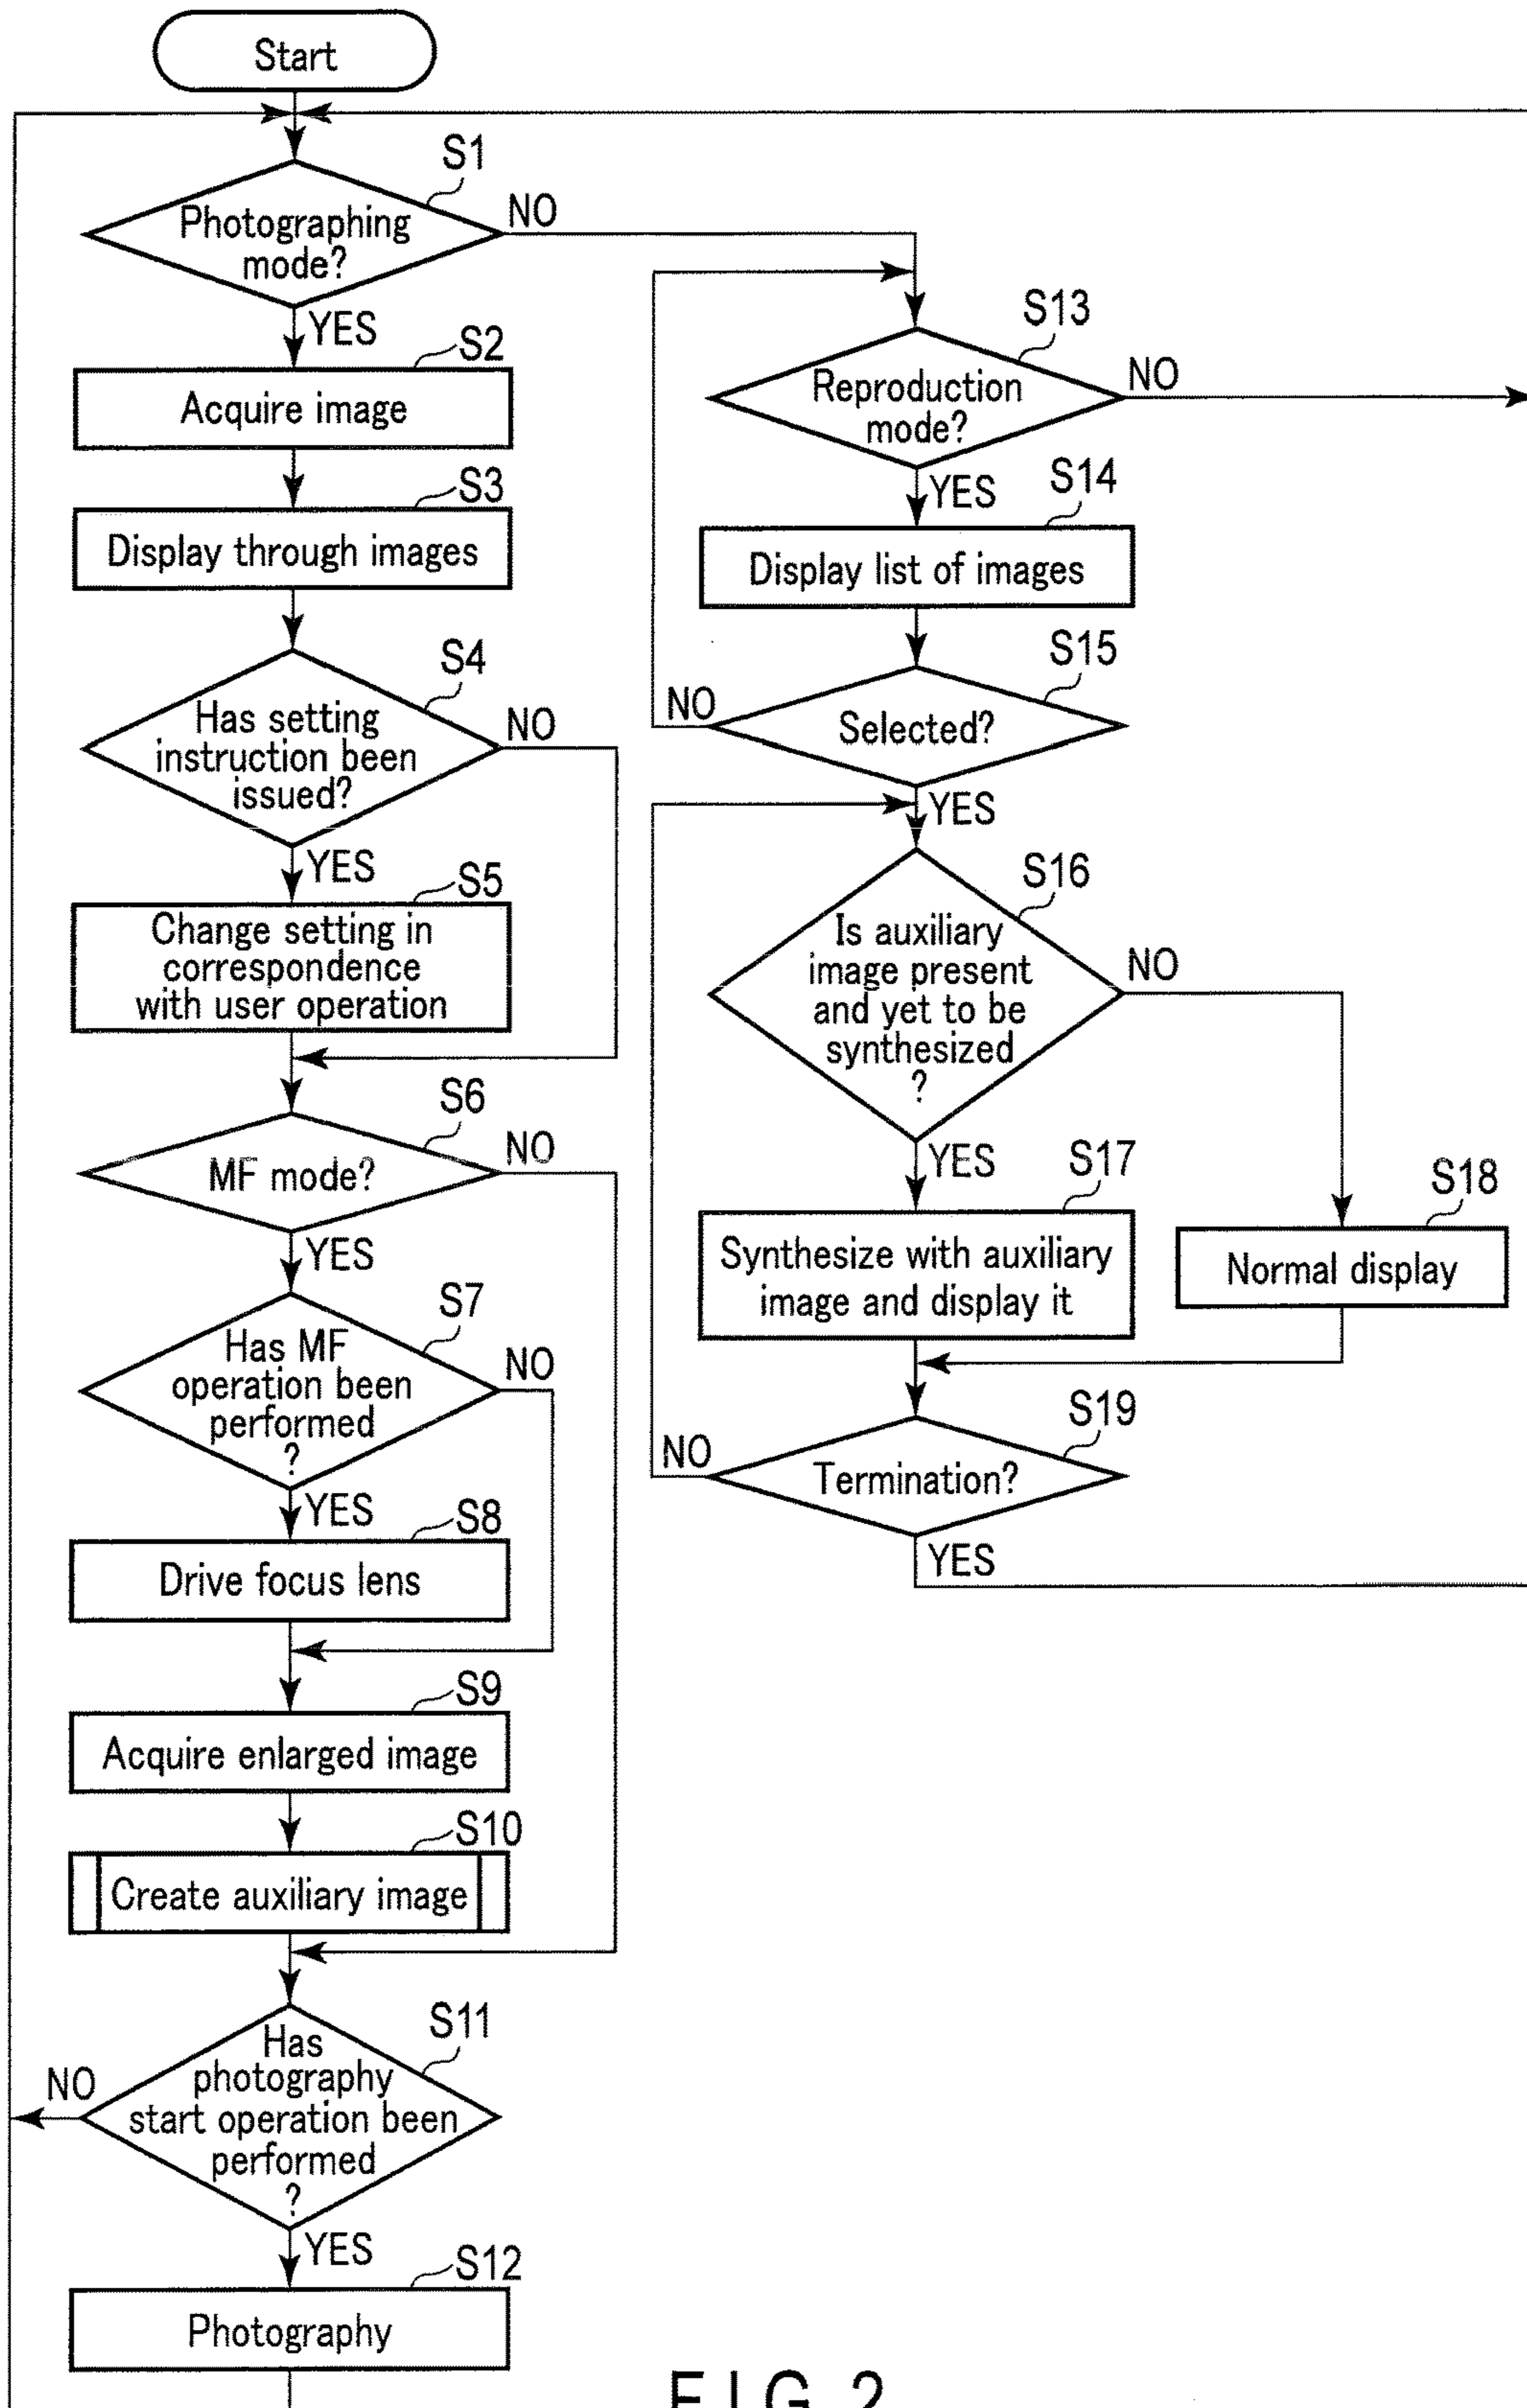 Start
S1
Photographing
mode?
NO
YES
S2
Acquire image
S3
Display through images
S4
Has setting
instruction been
issued?
NO
YES
S5
Change setting in
correspondence
with user operation
S6
MF mode?
NO
YES
S7
Has MF
operation been
performed
?
NO
YES
S8
Drive focus lens
S9
Acquire enlarged image
S10
Create auxiliary image
S11
Has
photography
start operation been
performed
?
NO
YES
S12
Photography
S13
Reproduction
mode?
NO
YES
S14
Display list of images
S15
Selected?
NO
YES
S16
Is auxiliary
image present
and yet to be
synthesized
?
NO
YES
S17
Synthesize with auxiliary
image and display it
S18
Normal display
S19
Termination?
NO
YES
FIG. 2